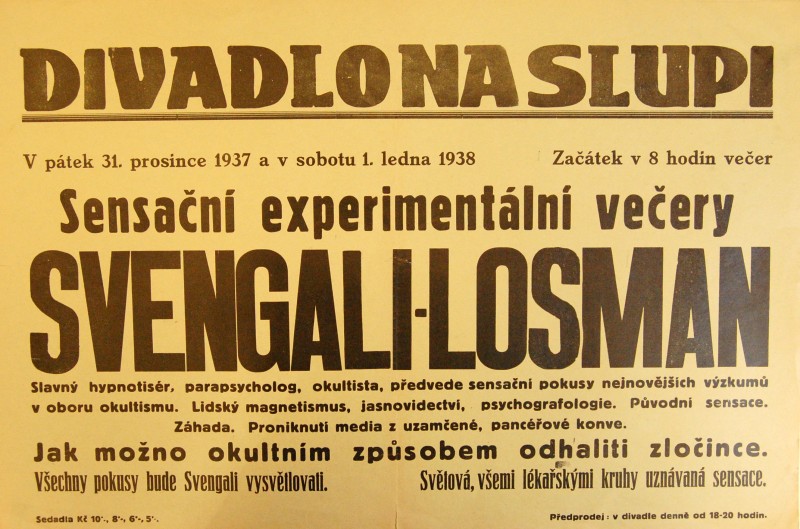 DIVADLO NA SLUPI
V pátek 31. prosince 1937 a v sobotu 1. ledna 1938 Začátek v 8 hodin večer
Sensační experimentální večery
SVENGALI-LOSMAN
Slavný hypnotisér, parapsycholog, okultista, předvede sensační pokusy nejnovějších výzkumů
v oboru okultismu. Lidský magnetismus, jasnovidectví, psychografologie. Původní sensace.
Záhada. Proniknutí media z uzamčené, pancéřové konve.
Jak možno okultním způsobem odhaliti zločince.
Všechny pokusy bude Svengali vysvětlovati. Světová, všemi lékařskými kruhy uznávaná sensace.
Sedadla Kč 10·-, 8·-, 6·-, 5·-. Předprodej: v divadle denně od 18-20 hodin.